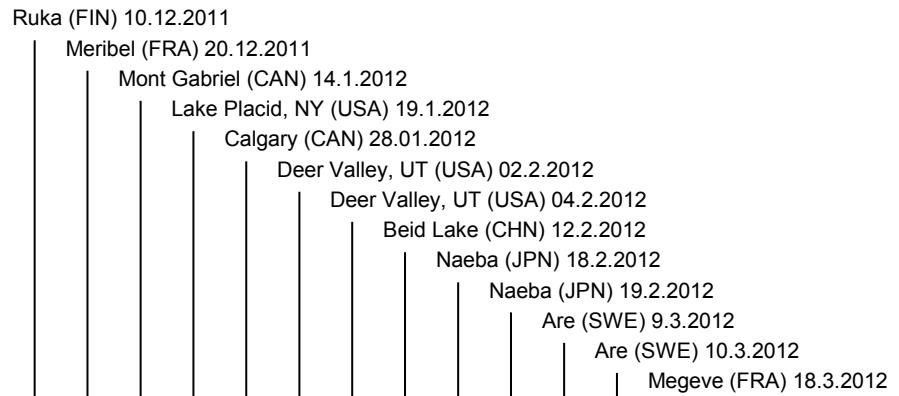 Ruka (FIN) 10.12.2011
Meribel (FRA) 20.12.2011
Mont Gabriel (CAN) 14.1.2012
Lake Placid, NY (USA) 19.1.2012
Calgary (CAN) 28.01.2012
Deer Valley, UT (USA) 02.2.2012
Deer Valley, UT (USA) 04.2.2012
Beid Lake (CHN) 12.2.2012
Naeba (JPN) 18.2.2012
Naeba (JPN) 19.2.2012
Are (SWE) 9.3.2012
Are (SWE) 10.3.2012
Megeve (FRA) 18.3.2012